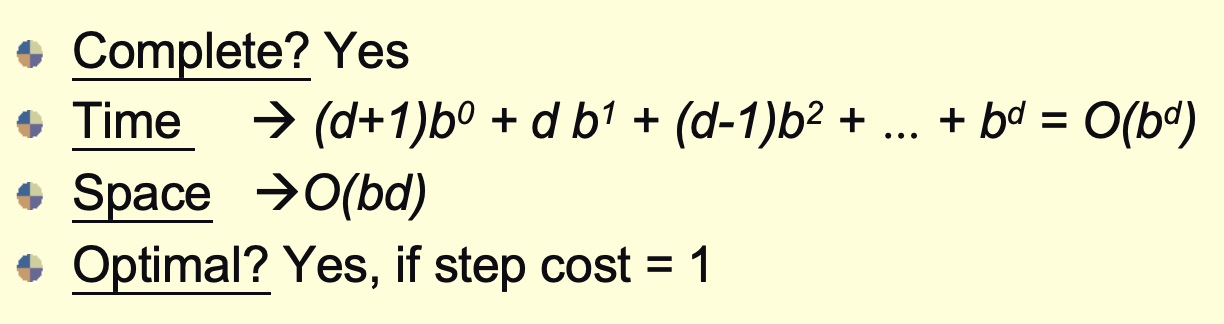 Complete? Yes
Time → (d+1)b⁰ + d b¹ + (d-1)b² + ... + bᵈ = O(bᵈ)
Space →O(bd)
Optimal? Yes, if step cost = 1